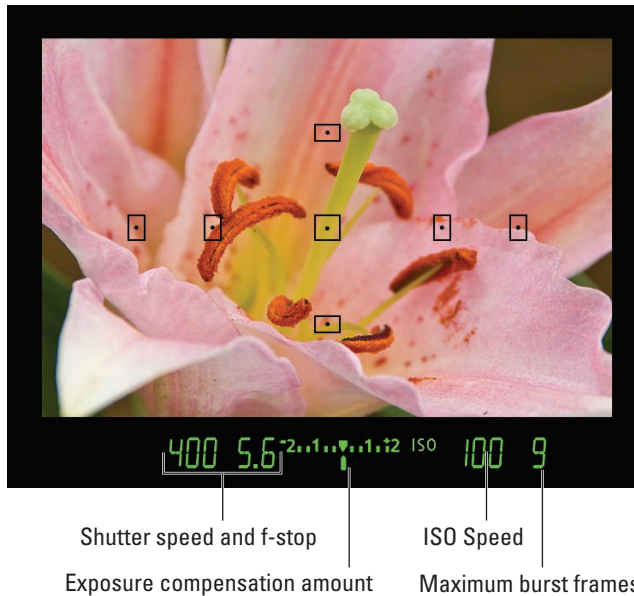 400 5.6 -2..1..▼..1..+2 ISO 100 9
Shutter speed and f-stop
ISO Speed
Exposure compensation amount
Maximum burst frames